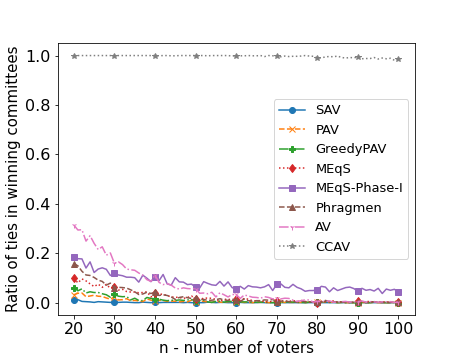 Ratio of ties in winning committees
1.0
0.8
0.6
0.4
0.2
0.0
SAV
PAV
GreedyPAV
MEqS
MEqS-Phase-I
Phragmen
AV
CCAV
20 30 40 50 60 70 80 90 100
n - number of voters